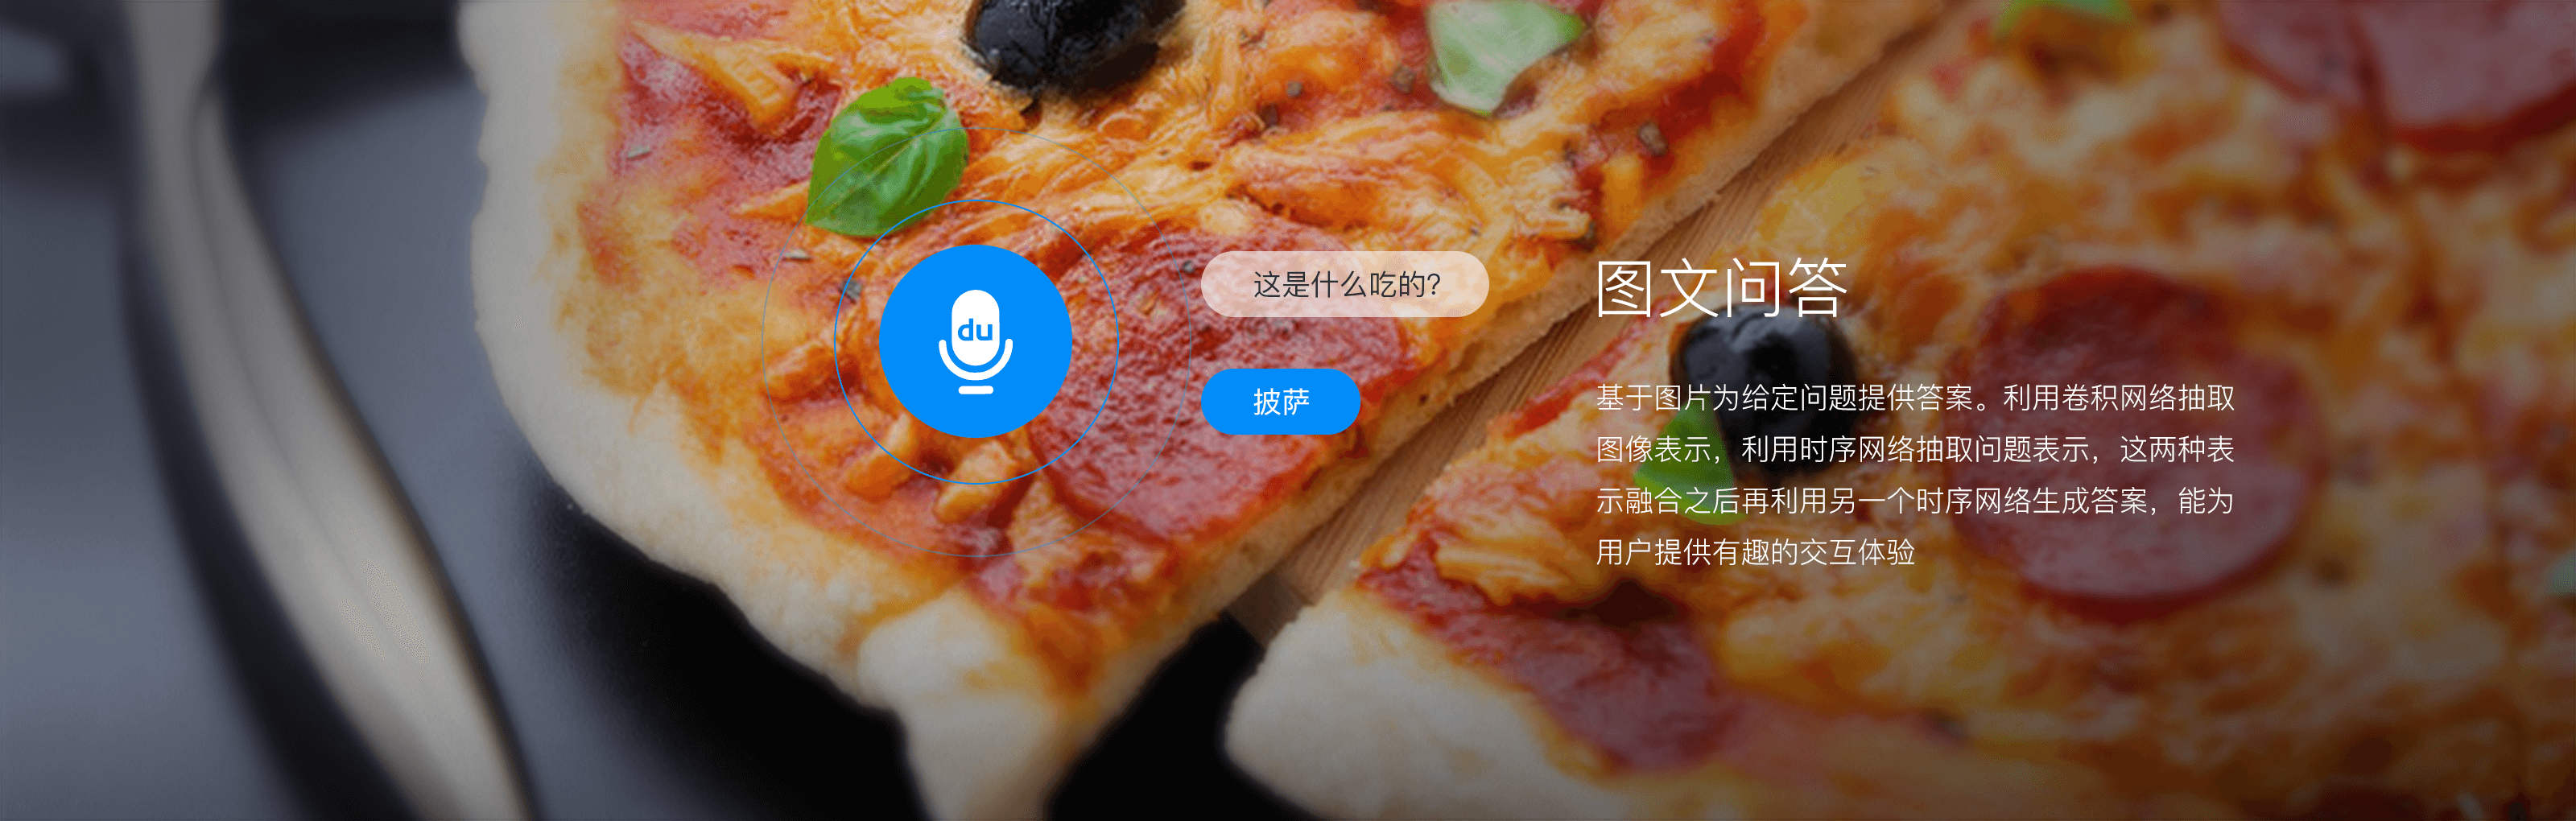 du
这是什么吃的?
披萨
图文问答
基于图片为给定问题提供答案。利用卷积网络抽取
图像表示，利用时序网络抽取问题表示，这两种表
示融合之后再利用另一个时序网络生成答案，能为
用户提供有趣的交互体验